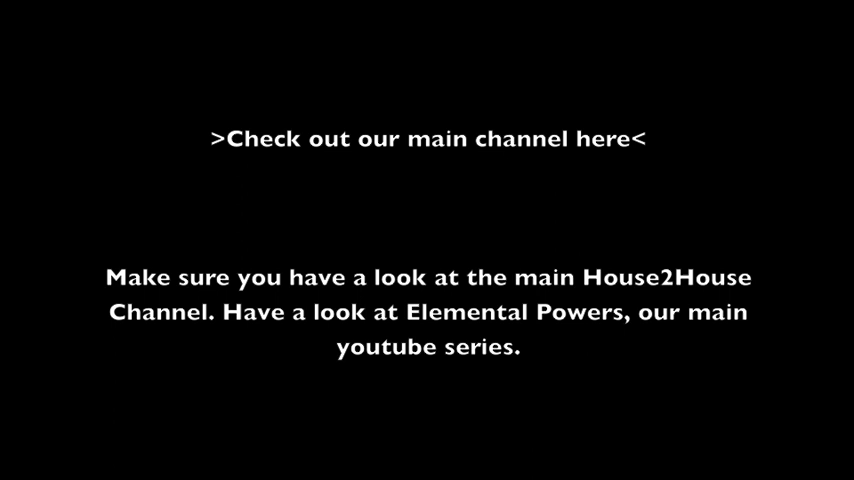 >Check out our main channel here<
Make sure you have a look at the main House2House
Channel. Have a look at Elemental Powers, our main
youtube series.